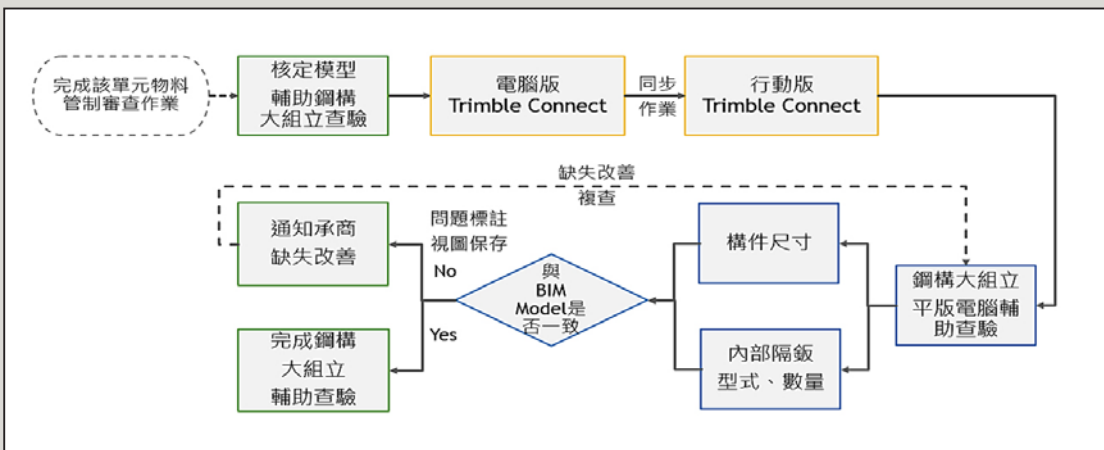 完成該單元物料
管制審查作業
核定模型
輔助鋼構
大組立查驗
電腦版
Trimble Connect
同步
作業
行動版
Trimble Connect
缺失改善
複查
通知承商
缺失改善
問題標註
視圖保存
No
Yes
與
BIM
Model是
否一致
構件尺寸
內部隔鈑
型式、數量
鋼構大組立
平版電腦輔
助查驗
完成鋼構
大組立
輔助查驗